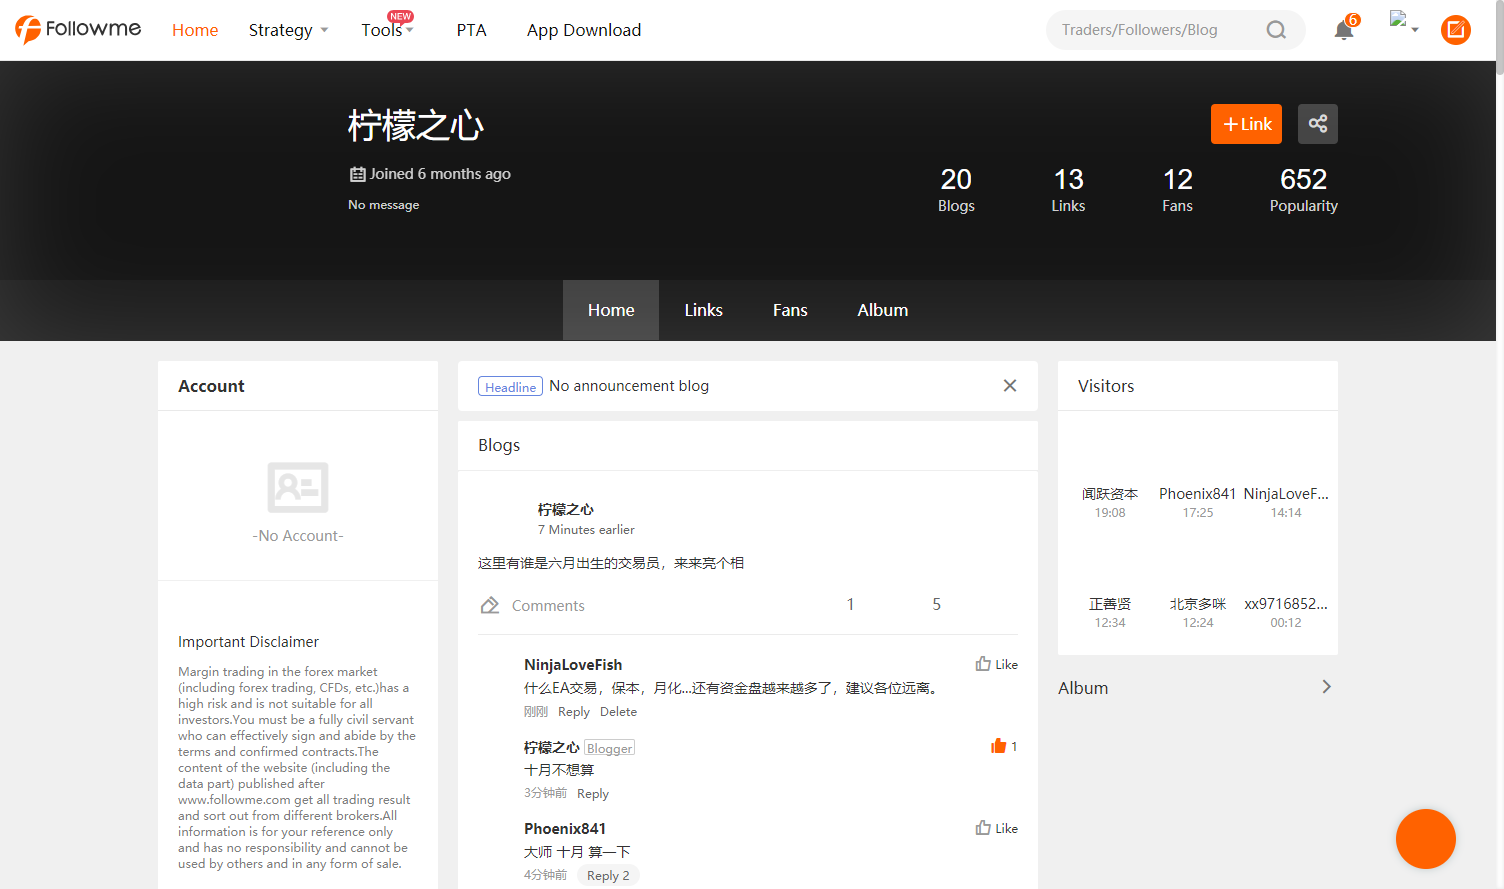 Followme
Home
Strategy
Tools
NEW
PTA
App Download
Traders/Followers/Blog
6
柠檬之心
+Link
Joined 6 months ago
No message
20
Blogs
13
Links
12
Fans
652
Popularity
Home
Links
Fans
Album
Account
-No Account-
Important Disclaimer
Margin trading in the forex market
(including forex trading, CFDs, etc.)has a
high risk and is not suitable for all
investors.You must be a fully civil servant
who can effectively sign and abide by the
terms and confirmed contracts.The
content of the website (including the
data part) published after
www.followme.com get all trading result
and sort out from different brokers.All
information is for your reference only
and has no responsibility and cannot be
used by others and in any form of sale.
Headline No announcement blog
Blogs
柠檬之心
7 Minutes earlier
这里有谁是六月出生的交易员，来来亮个相
Comments
1
5
NinjaLoveFish
Like
什么EA交易，保本，月化...还有资金盘越来越多了，建议各位远离。
刚刚 Reply Delete
柠檬之心 Blogger
1
十月不想算
3分钟前 Reply
Phoenix841
Like
大师 十月 算一下
4分钟前 Reply 2
Visitors
闻跃资本
19:08
Phoenix841
17:25
NinjaLoveF...
14:14
正善贤
12:34
北京多咪
12:24
xx9716852...
00:12
Album